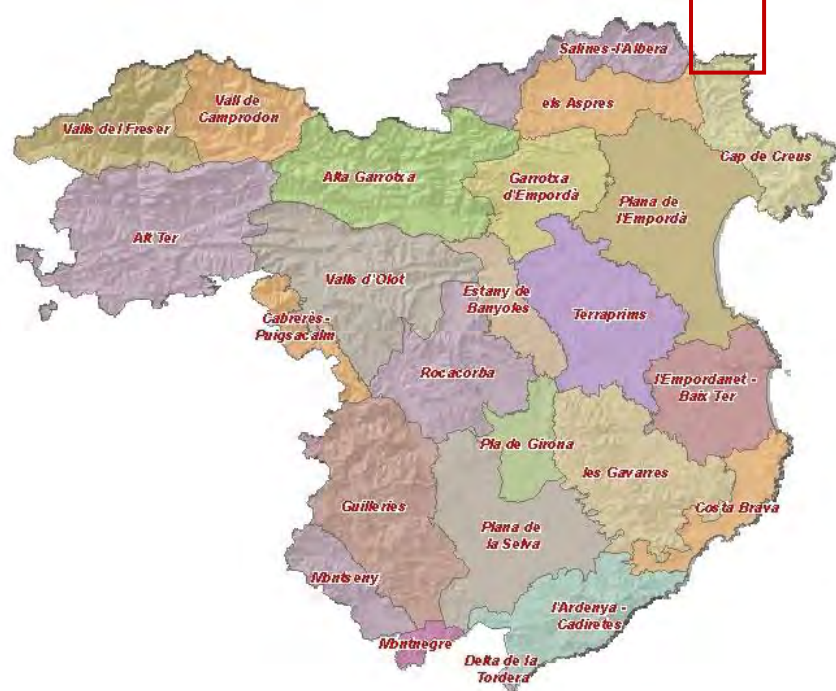 Salines-l'Albera
Vall de
Camprodon
els Aspres
Valls del Freser
Cap de Creus
Alta Garrotxa
Garrotxa
d'Empordà
Plana de
l'Empordà
Alt Ter
Valls d'Olot
Estany de
Banyoles
Terraprims
Cabrerès-
Puigsacalm
Rocacorba
l'Empordanet -
Baix Ter
Pla de Girona
les Gavarres
Guilleries
Costa Brava
Plana de
la Selva
Montseny
l'Ardenya -
Cadiretes
Montnegre
Delta de la
Tordera